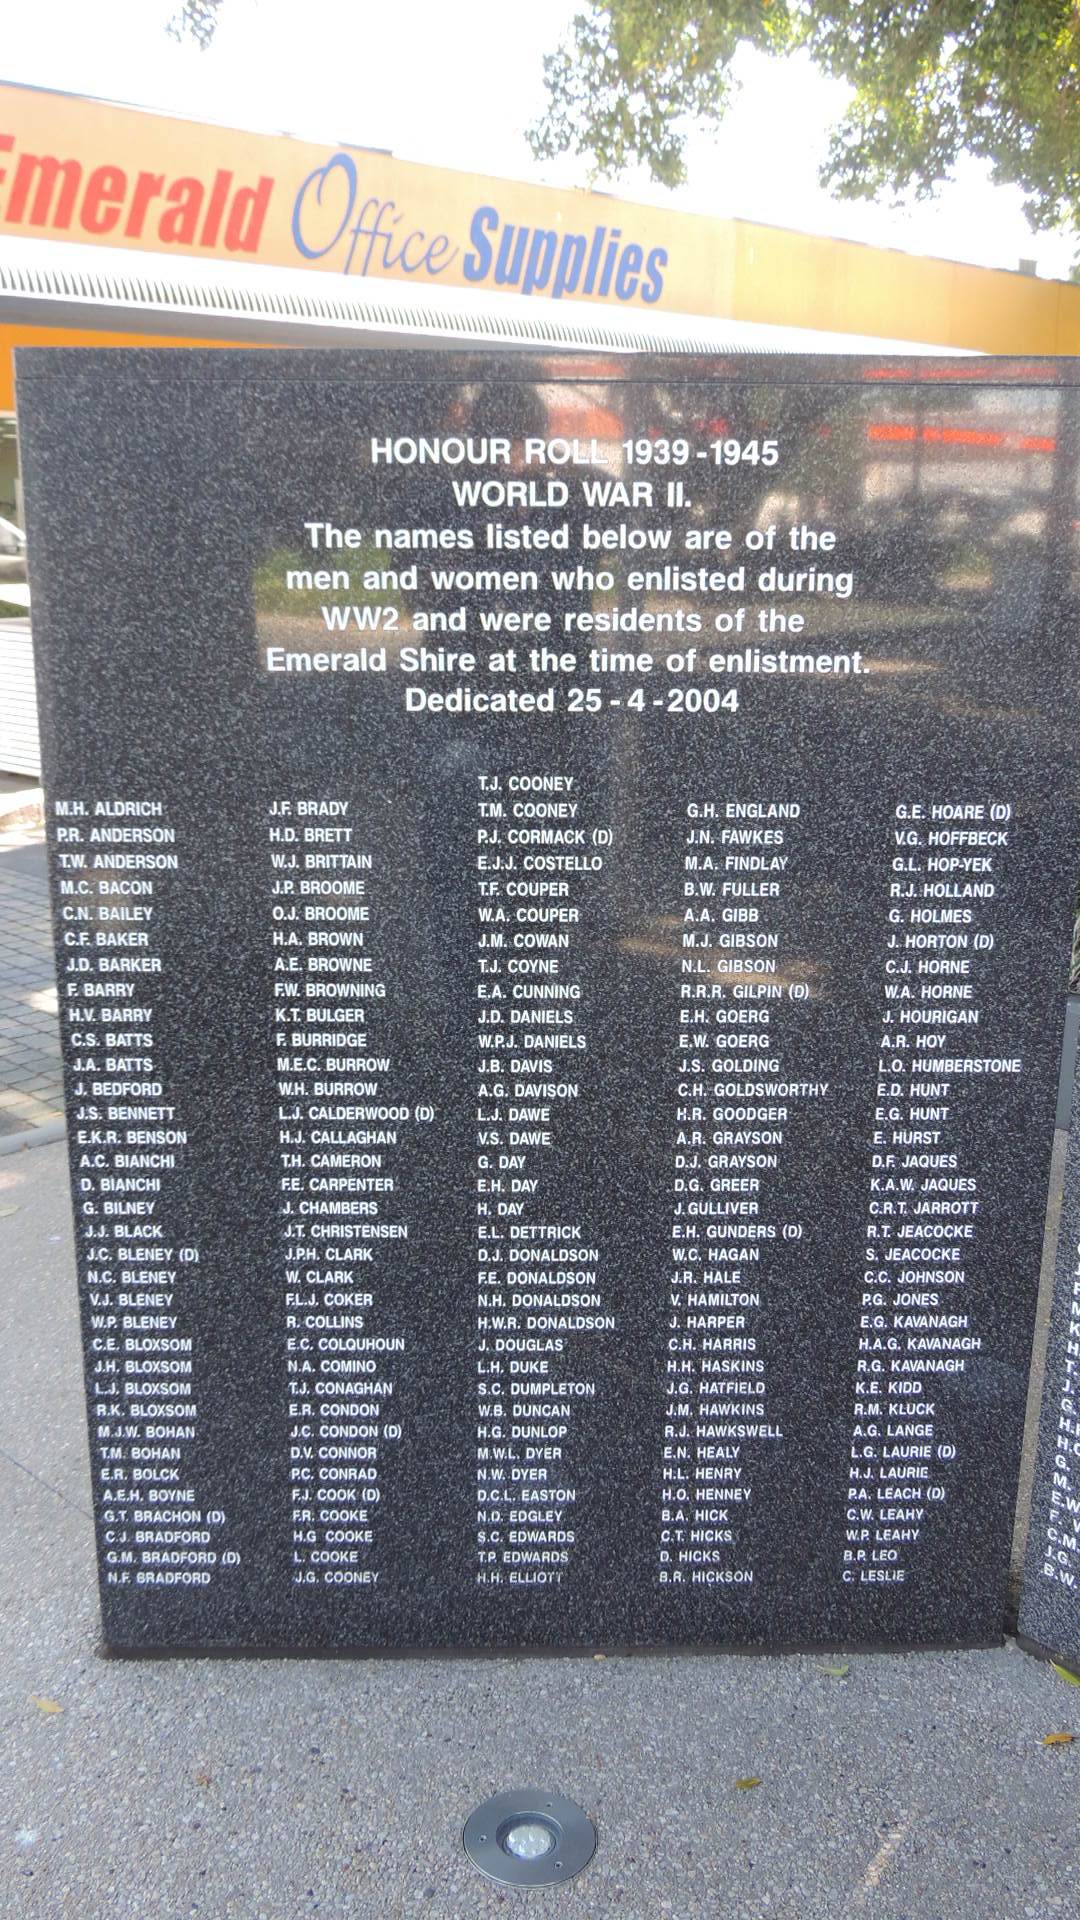 Emerald Office Supplies
HONOUR ROLL 1939-1945
WORLD WAR II.
The names listed below are of the
men and women who enlisted during
WW2 and were residents of the
Emerald Shire at the time of enlistment.
Dedicated 25-4-2004
M.H. ALDRICH
P.R. ANDERSON
T.W. ANDERSON
M.C. BACON
C.N. BAILEY
C.F. BAKER
J.D. BARKER
F. BARRY
H.V. BARRY
C.S. BATTS
J.A. BATTS
J. BEDFORD
J.S. BENNETT
E.K.R. BENSON
A.C. BIANCHI
D. BIANCHI
G. BILNEY
J.J. BLACK
J.C. BLENEY (D)
N.C. BLENEY
V.J. BLENEY
W.P. BLENEY
C.E. BLOXSOM
J.H. BLOXSOM
L.J. BLOXSOM
R.K. BLOXSOM
M.J.W. BOHAN
T.M. BOHAN
E.R. BOLCK
A.E.H. BOYNE
G.T. BRACHON (D)
C.J. BRADFORD
G.M. BRADFORD (D)
N.F. BRADFORD
J.F. BRADY
H.D. BRETT
W.J. BRITTAIN
J.P. BROOME
O.J. BROOME
H.A. BROWN
A.E. BROWNE
F.W. BROWNING
K.T. BULGER
F. BURRIDGE
M.E.C. BURROW
W.H. BURROW
L.J. CALDERWOOD (D)
H.J. CALLAGHAN
T.H. CAMERON
F.E. CARPENTER
J. CHAMBERS
J.T. CHRISTENSEN
J.P.H. CLARK
W. CLARK
F.L.J. COKER
R. COLLINS
E.C. COLQUHOUN
N.A. COMINO
T.J. CONAGHAN
E.R. CONDON
J.C. CONDON (D)
D.V. CONNOR
P.C. CONRAD
F.J. COOK (D)
F.R. COOKE
H.G COOKE
L. COOKE
J.G. COONEY
T.J. COONEY
T.M. COONEY
P.J. CORMACK (D)
E.J.J. COSTELLO
T.F. COUPER
W.A. COUPER
J.M. COWAN
T.J. COYNE
E.A. CUNNING
J.D. DANIELS
W.P.J. DANIELS
J.B. DAVIS
A.G. DAVISON
L.J. DAWE
V.S. DAWE
G. DAY
E.H. DAY
H. DAY
E.L. DETTRICK
D.J. DONALDSON
F.E. DONALDSON
N.H. DONALDSON
H.W.R. DONALDSON
J. DOUGLAS
L.H. DUKE
S.C. DUMPLETON
W.B. DUNCAN
H.G. DUNLOP
M.W.L. DYER
N.W. DYER
D.C.L. EASTON
N.D. EDGLEY
S.C. EDWARDS
T.P. EDWARDS
H.H. ELLIOTT
G.H. ENGLAND
J.N. FAWKES
M.A. FINDLAY
B.W. FULLER
A.A. GIBB
M.J. GIBSON
N.L. GIBSON
R.R.R. GILPIN (D)
E.H. GOERG
E.W. GOERG
J.S. GOLDING
C.H. GOLDSWORTHY
H.R. GOODGER
A.R. GRAYSON
D.J. GRAYSON
D.G. GREER
J.GULLIVER
E.H. GUNDERS (D)
W.C. HAGAN
J.R. HALE
V. HAMILTON
J. HARPER
C.H. HARRIS
H.H. HASKINS
J.G. HATFIELD
J.M. HAWKINS
R.J. HAWKSWELL
E.N. HEALY
H.L. HENRY
H.O. HENNEY
B.A. HICK
C.T. HICKS
D. HICKS
B.R. HICKSON
G.E. HOARE (D)
V.G. HOFFBECK
G.L. HOP-YEK
R.J. HOLLAND
G. HOLMES
J. HORTON (D)
C.J. HORNE
W.A. HORNE
J. HOURIGAN
A.R. HOY
L.O. HUMBERSTONE
E.D. HUNT
E.G. HUNT
E. HURST
D.F. JAQUES
K.A.W. JAQUES
C.R.T. JARROTT
R.T. JEACOCKE
S. JEACOCKE
C.C. JOHNSON
P.G. JONES
E.G. KAVANAGH
H.A.G. KAVANAGH
R.G. KAVANAGH
K.E. KIDD
R.M. KLUCK
A.G. LANGE
L.G. LAURIE (D)
H.J. LAURIE
P.A. LEACH (D)
C.W. LEAHY
W.P. LEAHY
B.P. LEO
C. LESLIE